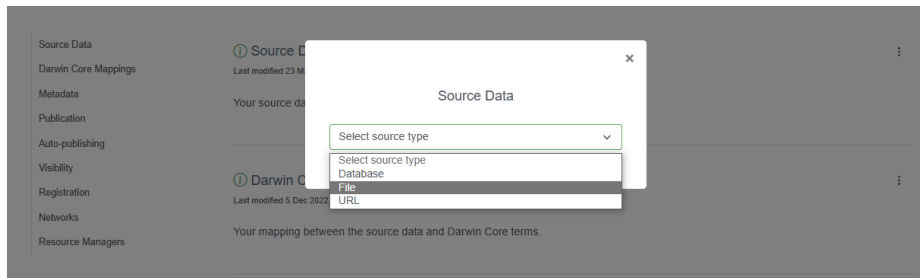 Source Data
Darwin Core Mappings
Metadata
Publication
Auto-publishing
Visibility
Registration
Networks
Resource Managers
Source D
Last modified 23 M
Your source da
×
Source Data
Select source type
Select source type
Database
File
URL
Darwin C
Last modified 5 Dec 2022
Your mapping between the source data and Darwin Core terms.